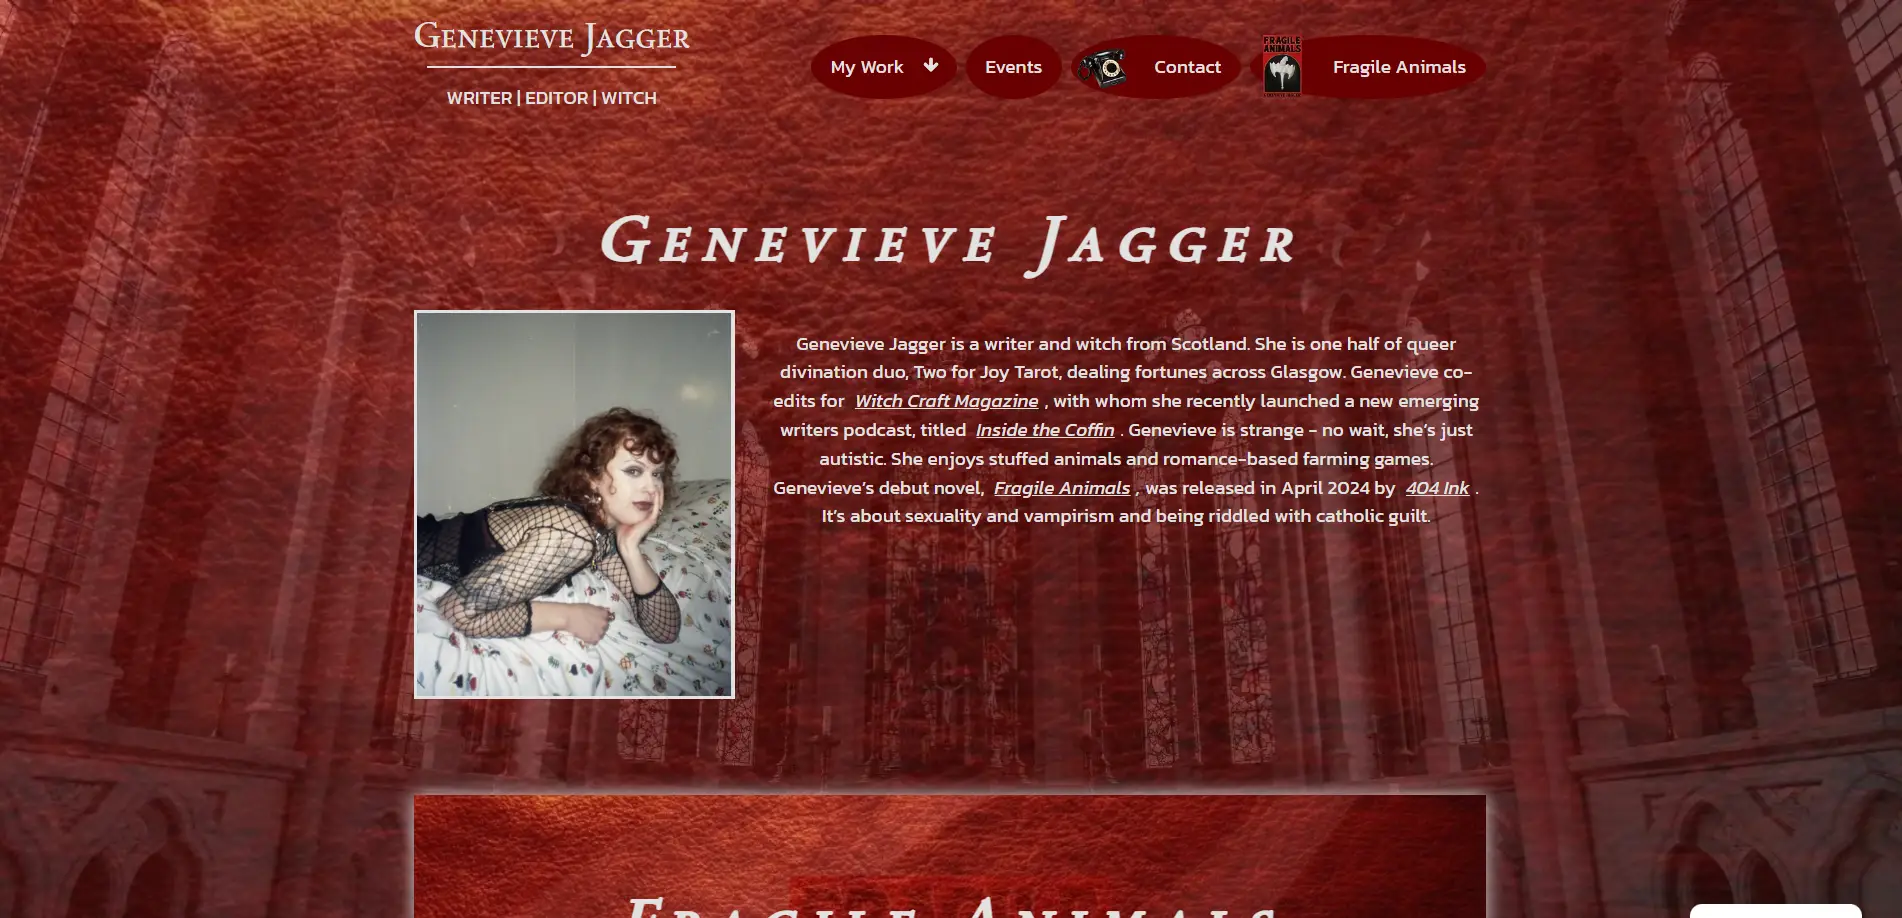 Genevieve Jagger
WRITER | EDITOR | WITCH
My Work
Events
Contact
FRAGILE
ANIMALS
Fragile Animals
Genevieve Jagger
Genevieve Jagger is a writer and witch from Scotland. She is one half of queer
divination duo, Two for Joy Tarot, dealing fortunes across Glasgow. Genevieve co-
edits for Witch Craft Magazine , with whom she recently launched a new emerging
writers podcast, titled Inside the Coffin . Genevieve is strange - no wait, she's just
autistic. She enjoys stuffed animals and romance-based farming games.
Genevieve's debut novel, Fragile Animals , was released in April 2024 by 404 Ink .
It's about sexuality and vampirism and being riddled with catholic guilt.
Fragile Animals